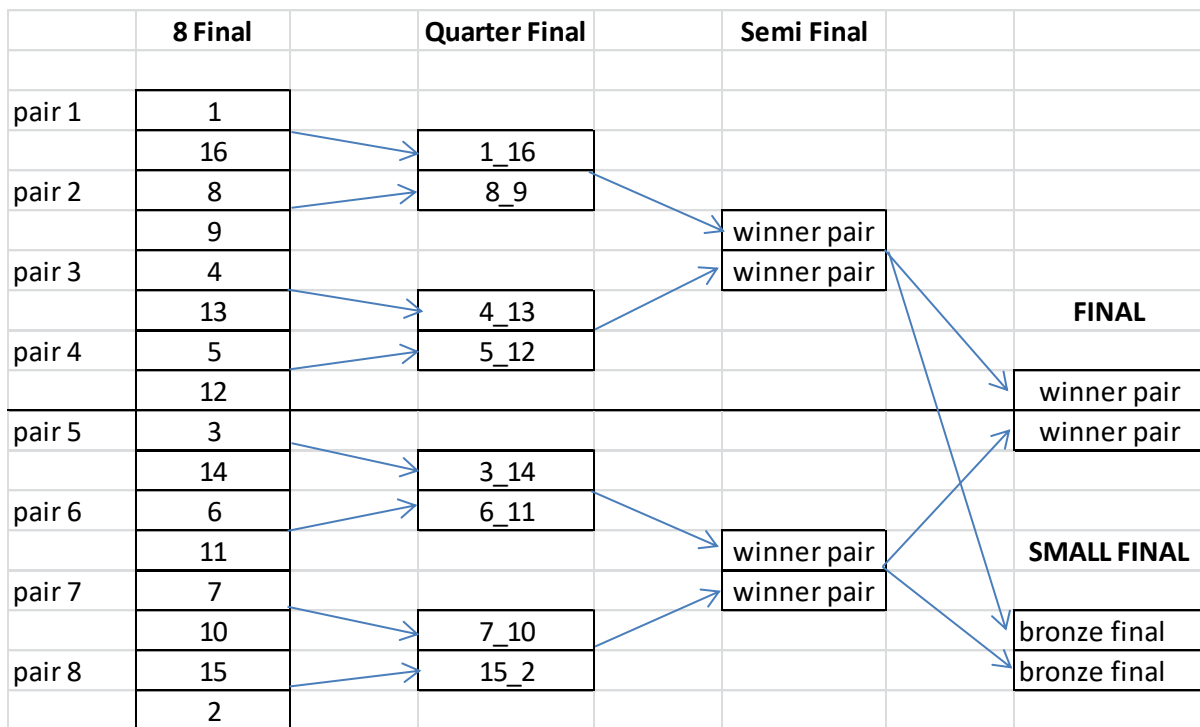 8 Final Quarter Final Semi Final
pair 1 1
16 1_16
pair 2 8 8_9
9 winner pair
pair 3 4 winner pair
13 4_13 FINAL
pair 4 5 5_12
12 winner pair
pair 5 3 winner pair
14 3_14
pair 6 6 6_11
11 winner pair SMALL FINAL
pair 7 7 winner pair
10 7_10 bronze final
pair 8 15 15_2 bronze final
2